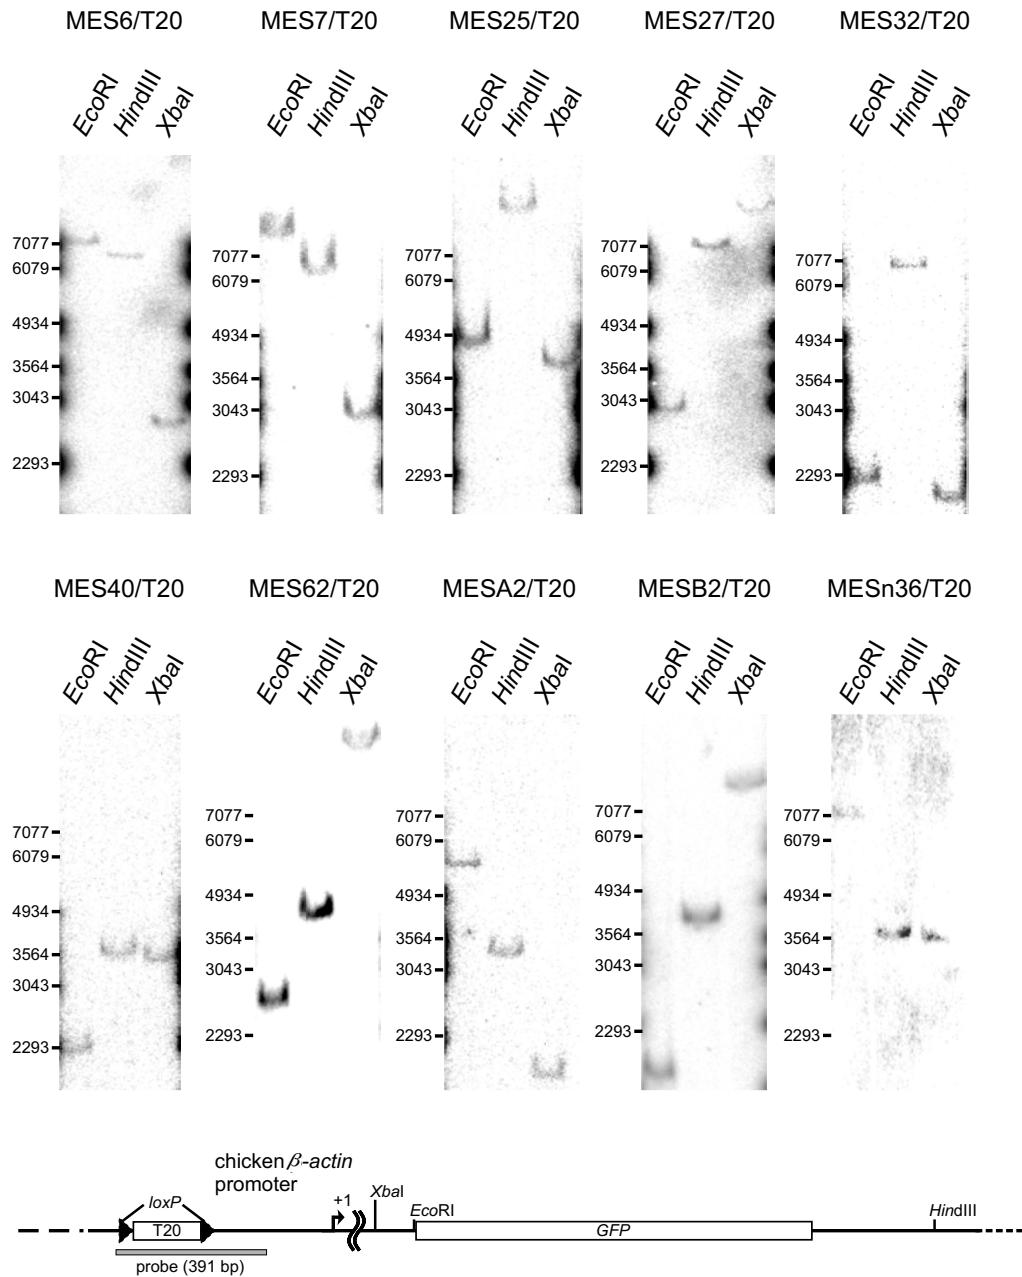 MES6/T20 MES7/T20 MES25/T20 MES27/T20 MES32/T20
EcoRI HindIII XbaI EcoRI HindIII XbaI EcoRI HindIII XbaI EcoRI HindIII XbaI EcoRI HindIII XbaI
7077 7077 7077 7077 7077
6079 6079 6079 6079 6079
4934 4934 4934 4934 4934
3564 3564 3564 3564 3564
3043 3043 3043 3043 3043
2293 2293 2293 2293 2293
MES40/T20 MES62/T20 MESA2/T20 MESB2/T20 MESn36/T20
EcoRI HindIII XbaI EcoRI HindIII XbaI EcoRI HindIII XbaI EcoRI HindIII XbaI EcoRI HindIII XbaI
7077 7077 7077 7077 7077
6079 6079 6079 6079 6079
4934 4934 4934 4934 4934
3564 3564 3564 3564 3564
3043 3043 3043 3043 3043
2293 2293 2293 2293 2293
chicken β-actin
promoter
loxP +1 XbaI
EcoRI HindIII
T20 GFP
probe (391 bp)